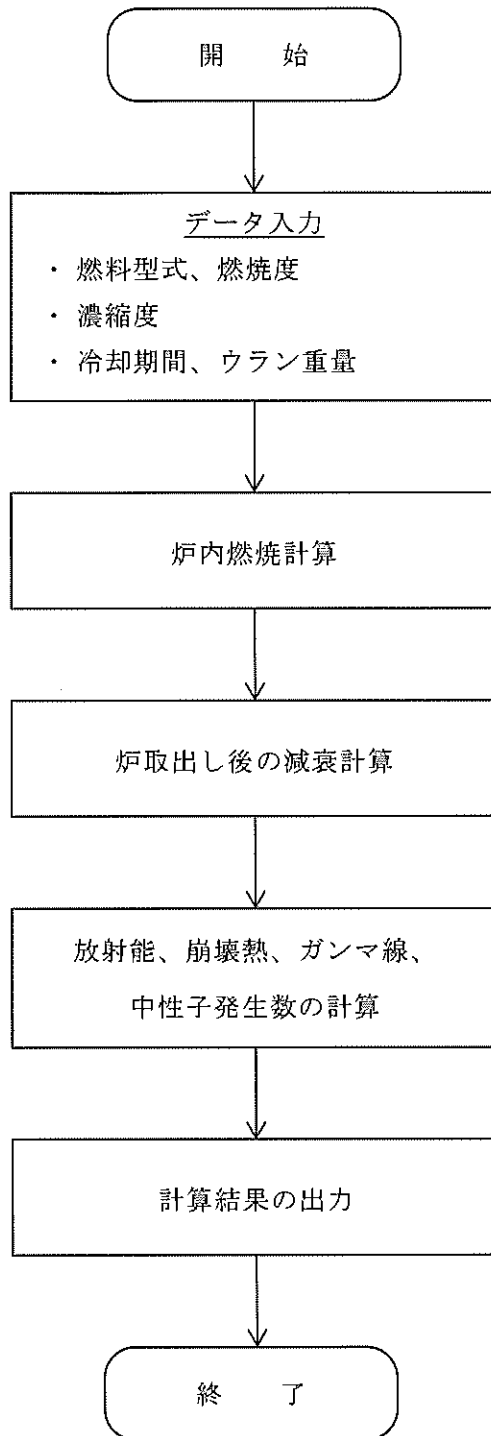 開　　始
データ入力
・ 燃料型式、燃焼度
・ 濃縮度
・ 冷却期間、ウラン重量
炉内燃焼計算
炉取出し後の減衰計算
放射能、崩壊熱、ガンマ線、
中性子発生数の計算
計算結果の出力
終　　了